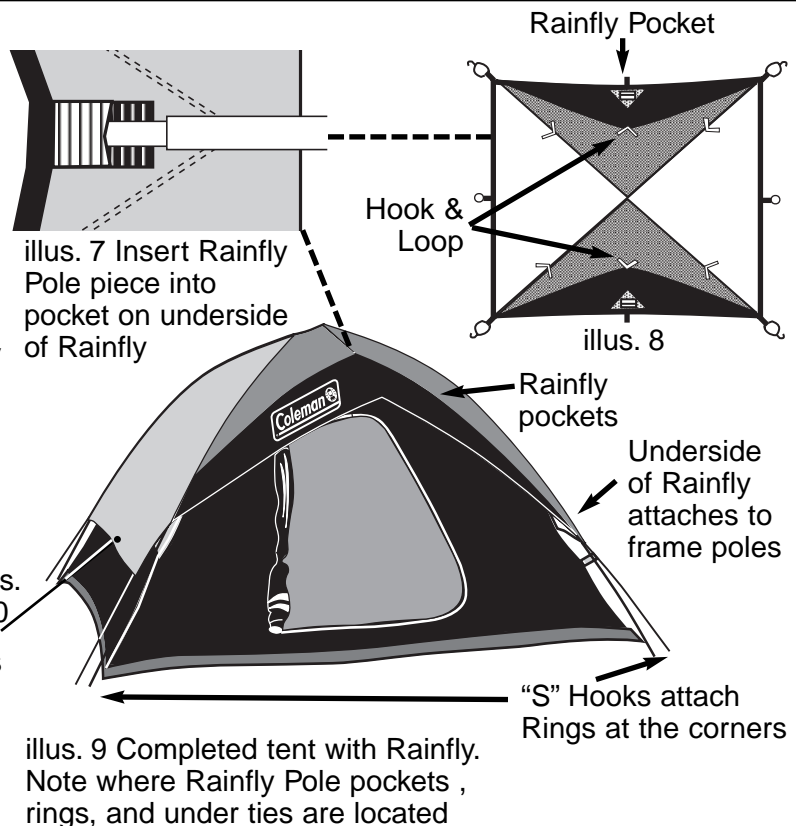 Rainfly Pocket
Hook &
Loop
illus. 7 Insert Rainfly
Pole piece into
pocket on underside
of Rainfly
illus. 8
Coleman
Rainfly
pockets
Underside
of Rainfly
attaches to
frame poles
s.
"S" Hooks attach
Rings at the corners
illus. 9 Completed tent with Rainfly.
Note where Rainfly Pole pockets ,
rings, and under ties are located